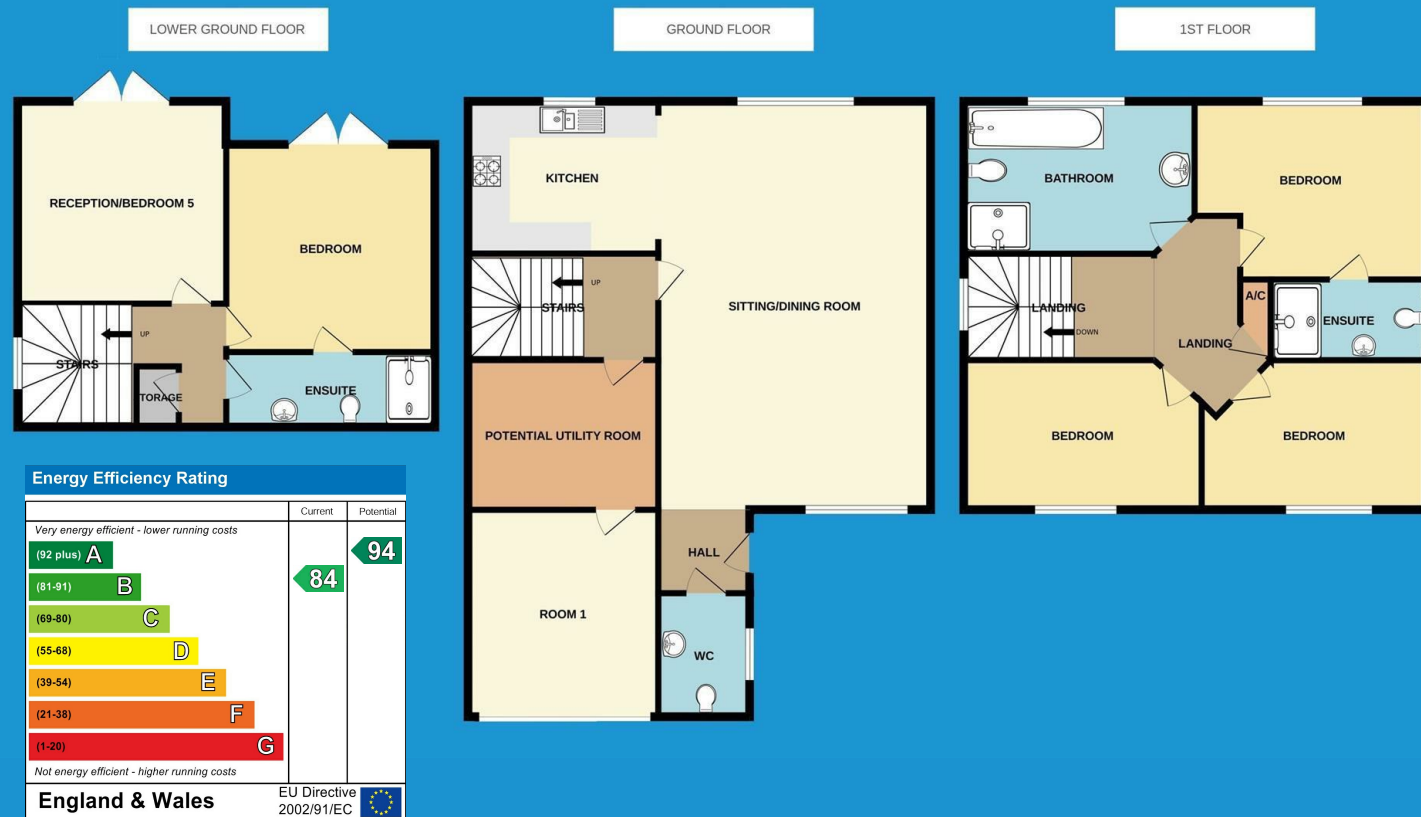 LOWER GROUND FLOOR
RECEPTION/BEDROOM 5
BEDROOM
UP
STAIRS
TORAGE
ENSUITE
GROUND FLOOR
KITCHEN
UP
STAIRS
SITTING/DINING ROOM
POTENTIAL UTILITY ROOM
HALL
ROOM 1
WC
1ST FLOOR
BATHROOM
BEDROOM
A/C
LANDING
ENSUITE
DOWN
LANDING
BEDROOM
BEDROOM
Energy Efficiency Rating
Current
Potential
Very energy efficient - lower running costs
(92 plus) A
94
(81-91) B
84
(69-80) C
(55-68) D
(39-54) E
(21-38) F
(1-20) G
Not energy efficient - higher running costs
England & Wales
EU Directive
2002/91/EC